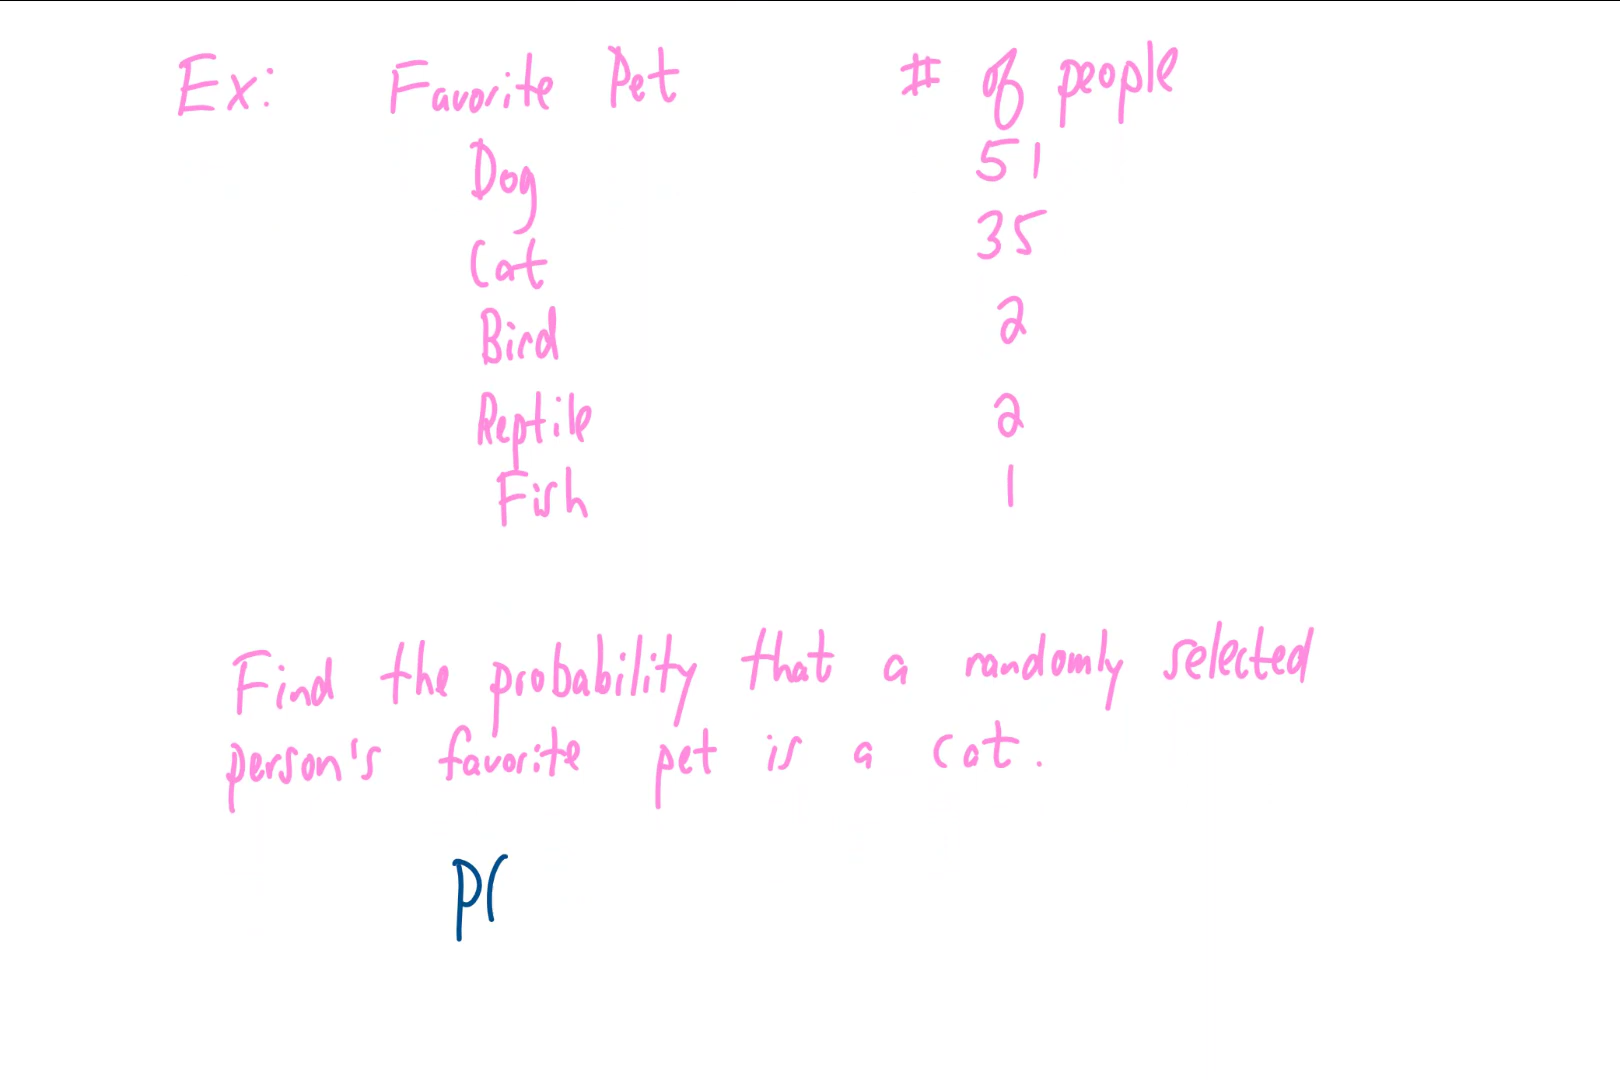 Ex: Favorite Pet # of people
Dog 51
Cat 35
Bird 2
Reptile 2
Fish 1
Find the probability that a randomly selected
person's favorite pet is a cat.
P(